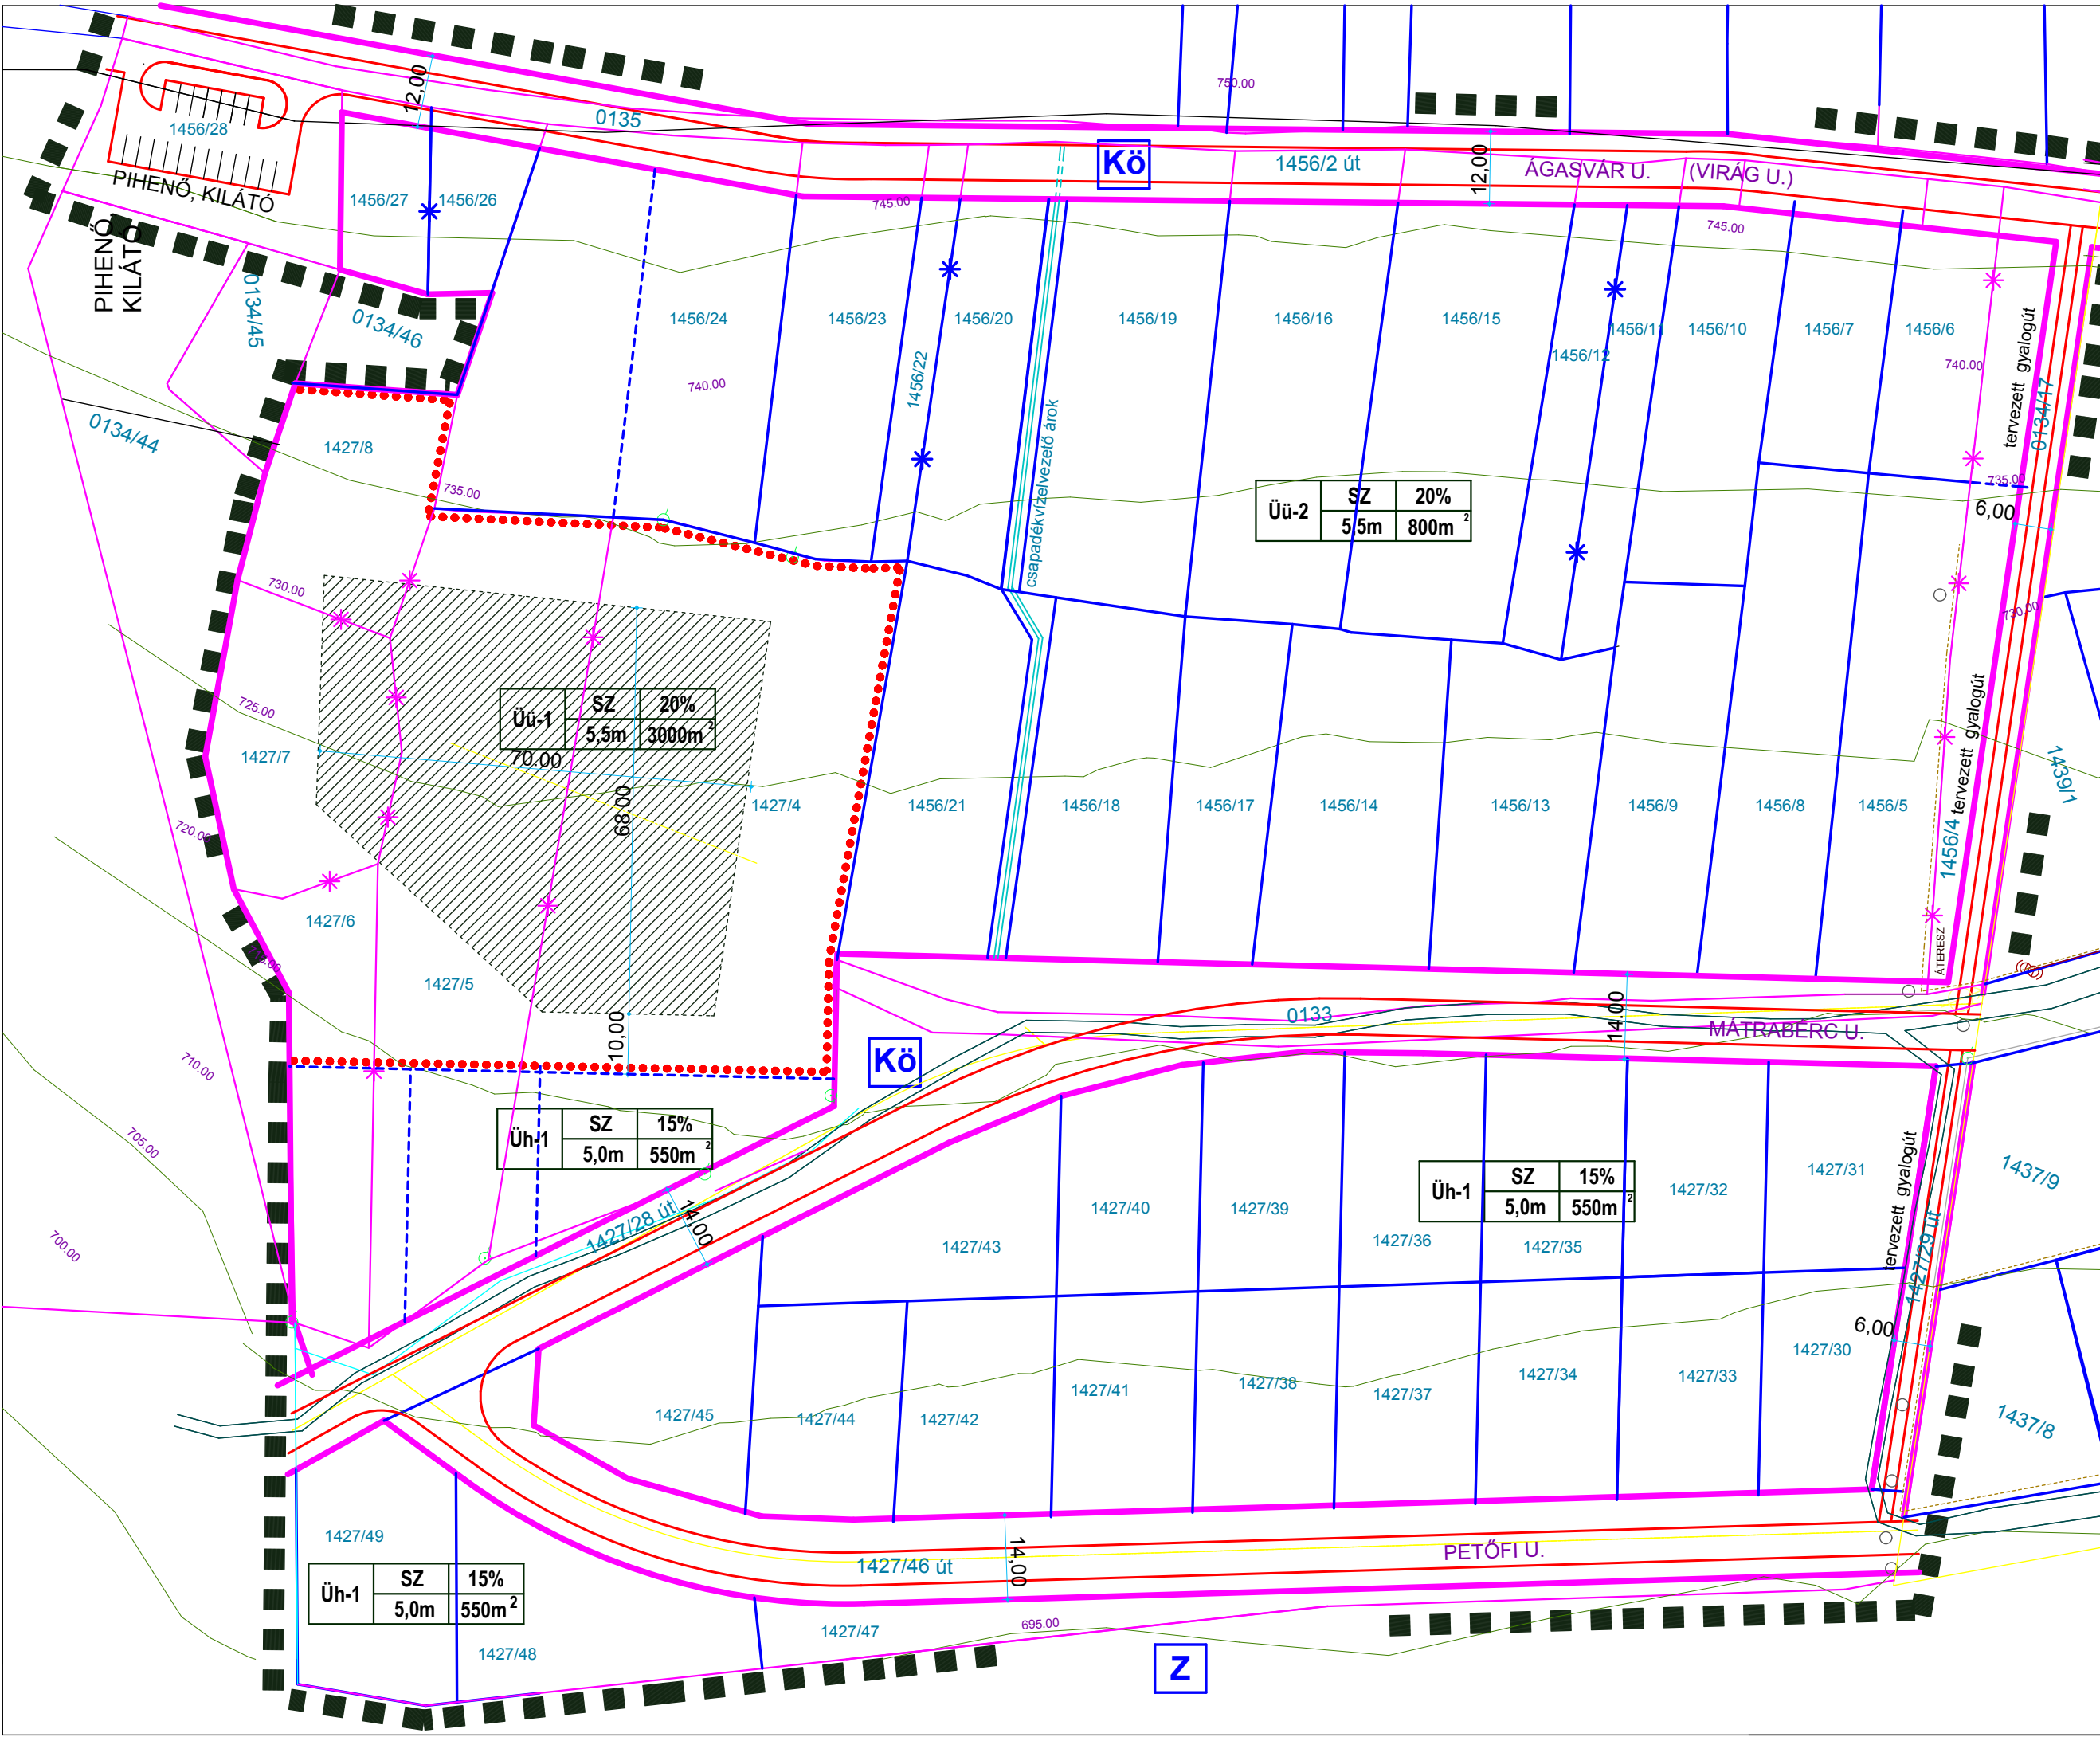 750.00
12,00
0135
1456/28
Kö
1456/2 út
12,00
ÁGASVÁR U.
(VIRÁG U.)
PIHENŐ, KILÁTÓ
1456/27
1456/26
745.00
745.00
PIHENŐ,
KILÁTÓ
0134/45
0134/46
1456/24
1456/23
1456/20
1456/19
1456/16
1456/15
1456/11
1456/10
1456/7
1456/6
1456/12
1456/22
740.00
740.00
tervezett gyalogút
0134/17
0134/44
1427/8
735.00
735.00
csapadékvízelvezető árok
Üü-2
SZ
20%
5,5m
800m2
6,00
730.00
730.00
725.00
Üü-1
SZ
20%
5,5m
3000m2
70.00
68.00
1427/7
1427/4
1456/21
1456/18
1456/17
1456/14
1456/13
1456/9
1456/8
1456/5
1456/4
tervezett gyalogút
1439/1
720.00
1427/6
1427/5
ÁTERESZ
10,00
0133
14.00
MÁTRABÉRC U.
Kö
710.00
705.00
700.00
Üh-1
SZ
15%
5,0m
550m2
1427/28 út
14,00
1427/43
1427/40
1427/39
1427/36
1427/35
1427/32
1427/31
Üh-1
SZ
15%
5,0m
550m2
tervezett gyalogút
1427/29 út
1437/9
6,00
1427/45
1427/44
1427/42
1427/41
1427/38
1427/37
1427/34
1427/33
1427/30
1437/8
1427/49
1427/46 út
14,00
PETŐFI U.
Üh-1
SZ
15%
5,0m
550m2
1427/48
1427/47
695.00
Z